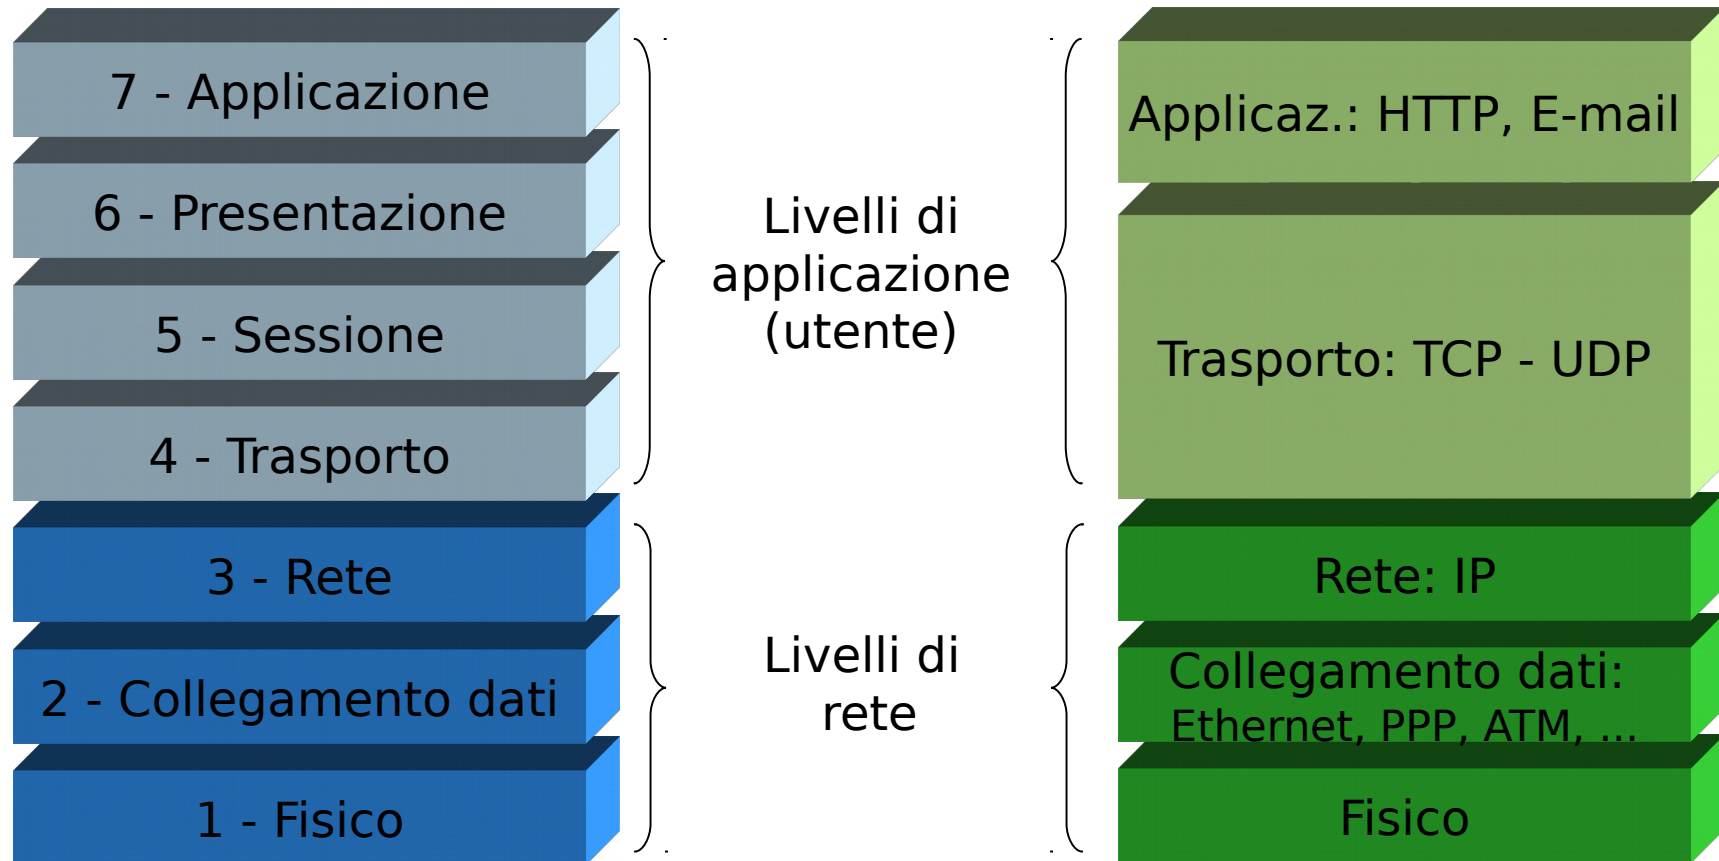 7 - Applicazione
6 - Presentazione
5 - Sessione
4 - Trasporto
3 - Rete
2 - Collegamento dati
1 - Fisico
Livelli di
applicazione
(utente)
Livelli di
rete
Applicaz.: HTTP, E-mail
Trasporto: TCP - UDP
Rete: IP
Collegamento dati:
Ethernet, PPP, ATM, ...
Fisico